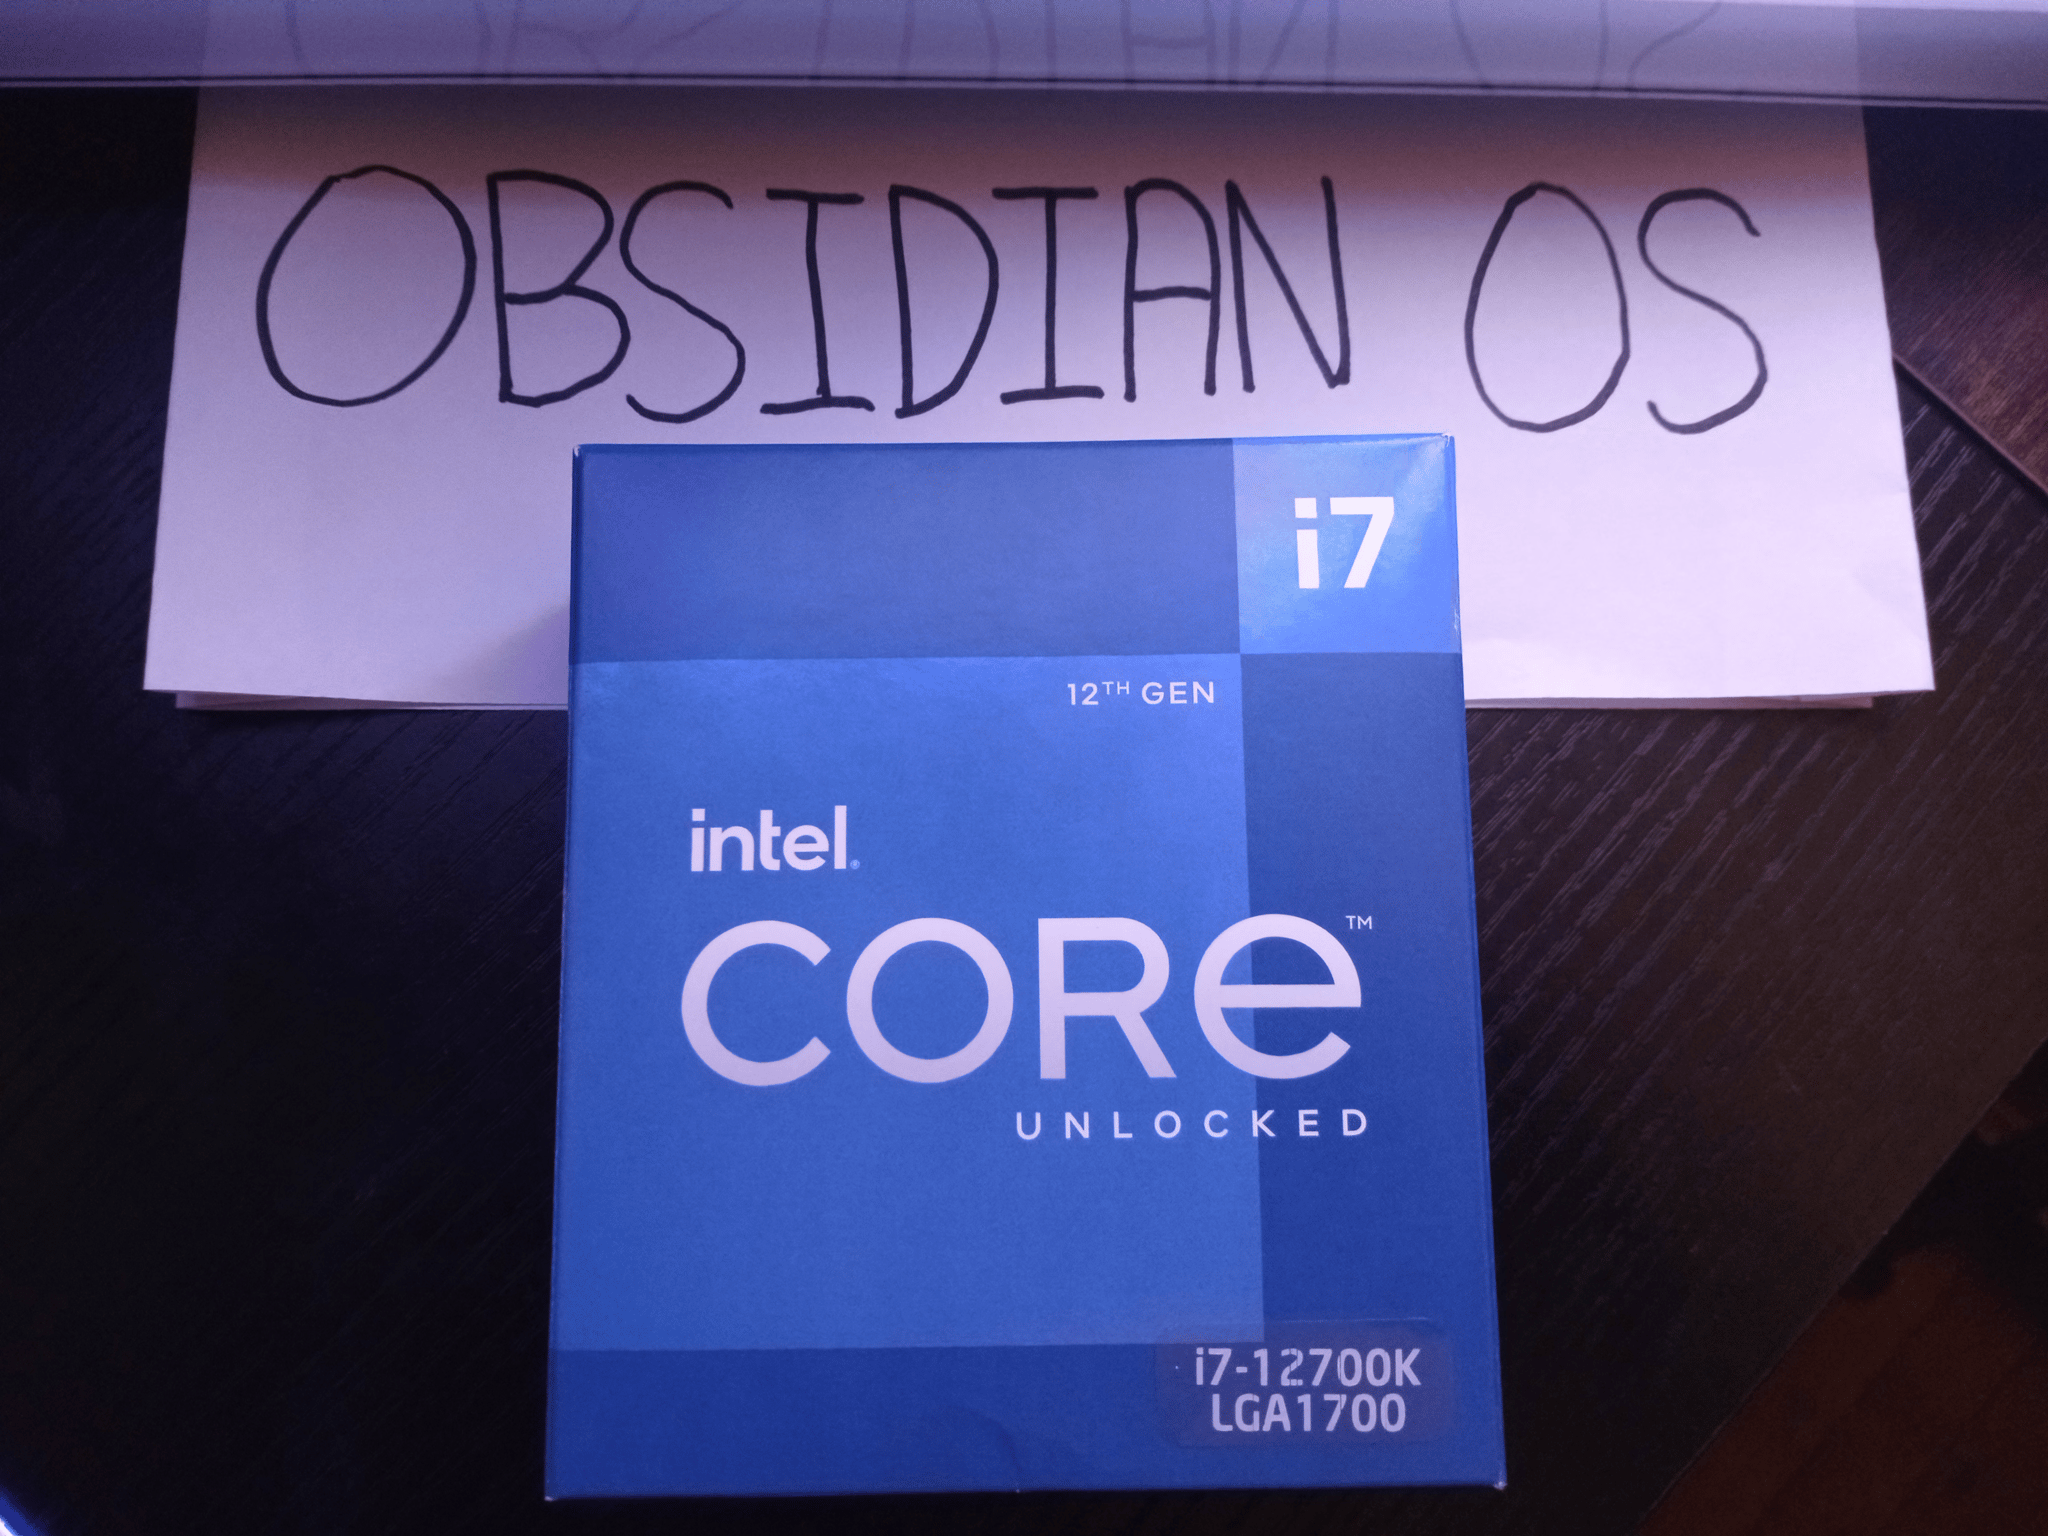 OBSIDIAN OS
i7
12TH GEN
intel®
CORe™
UNLOCKED
i7-12700K
LGA1700